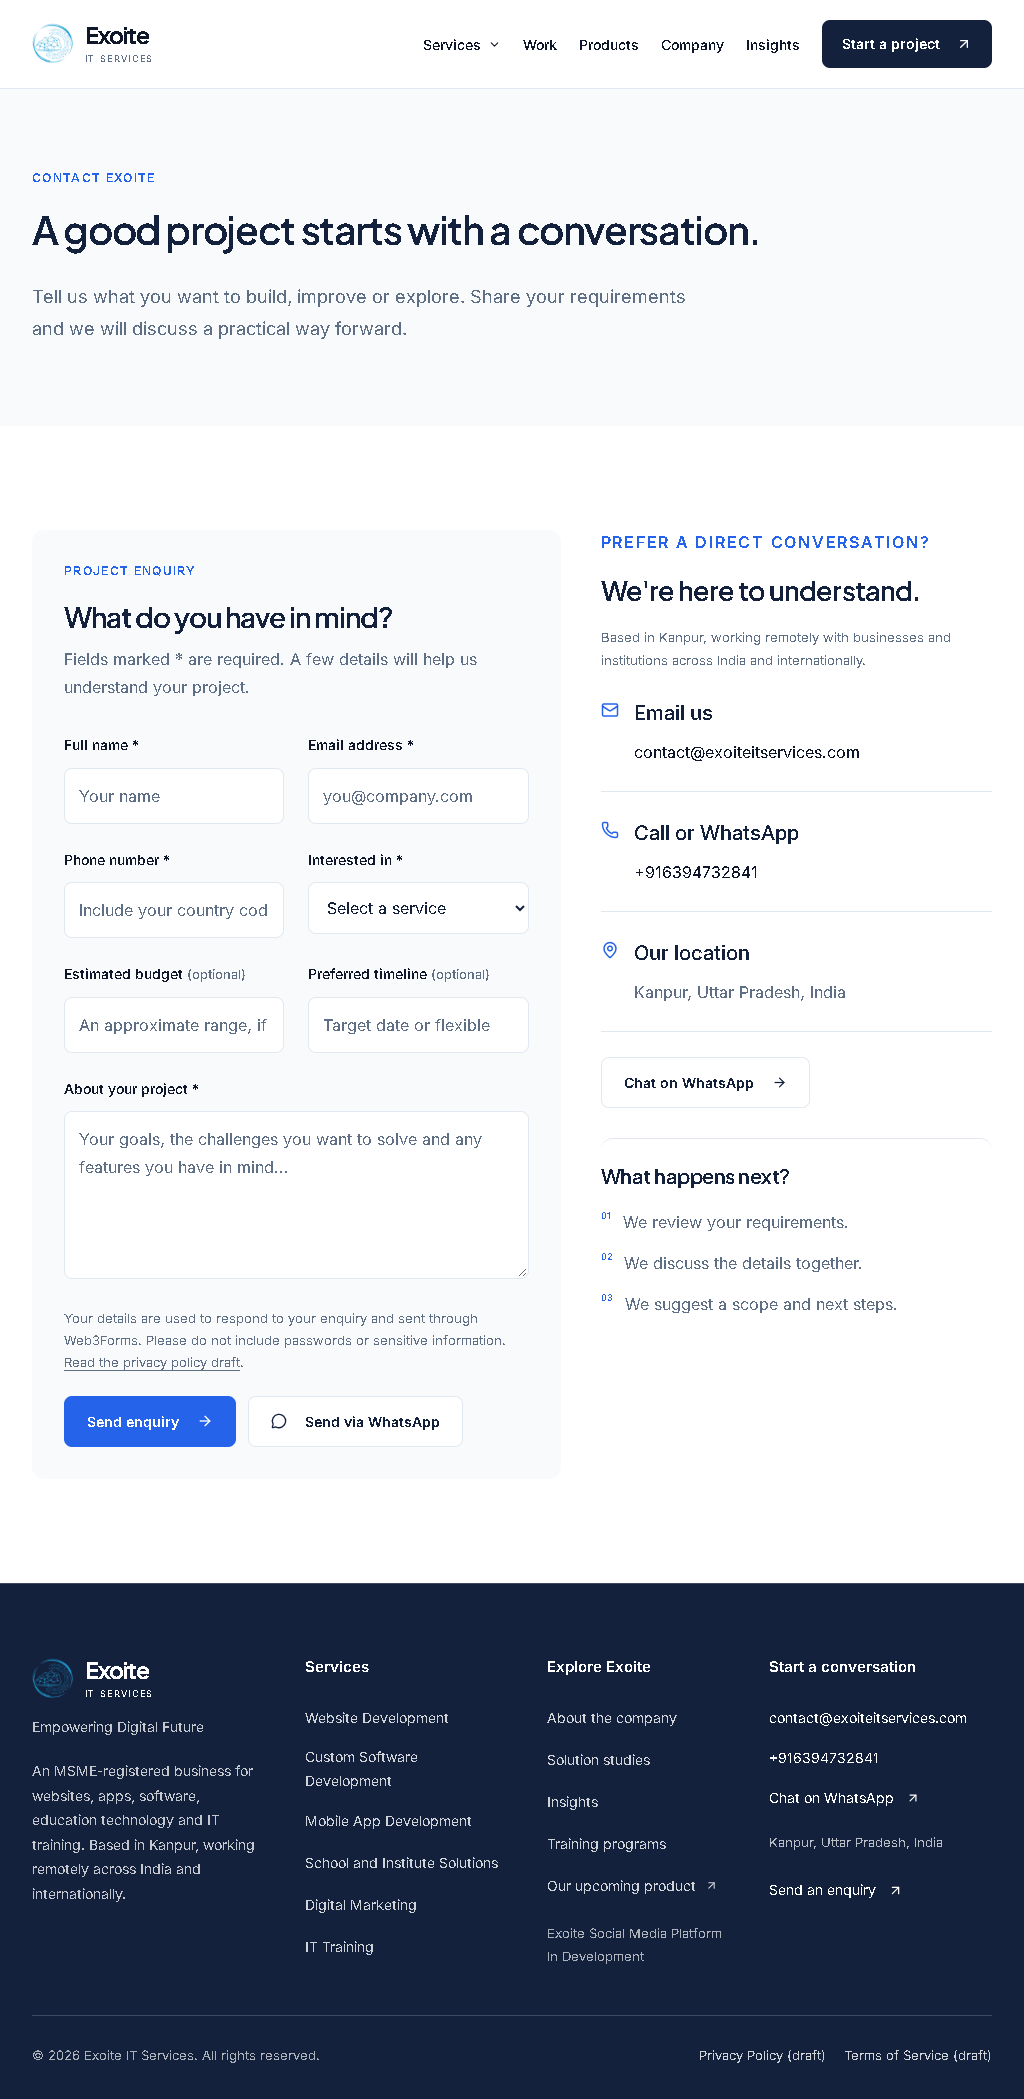 Exoite
IT SERVICES
Services
Work
Products
Company
Insights
Start a project
CONTACT EXOITE
A good project starts with a conversation.
Tell us what you want to build, improve or explore. Share your requirements
and we will discuss a practical way forward.
PROJECT ENQUIRY
What do you have in mind?
Fields marked * are required. A few details will help us
understand your project.
Full name *
Email address *
Your name
you@company.com
Phone number *
Interested in *
Include your country cod
Select a service
Estimated budget (optional)
Preferred timeline (optional)
An approximate range, if
Target date or flexible
About your project *
Your goals, the challenges you want to solve and any
features you have in mind...
Your details are used to respond to your enquiry and sent through
Web3Forms. Please do not include passwords or sensitive information.
Read the privacy policy draft.
Send enquiry
Send via WhatsApp
PREFER A DIRECT CONVERSATION?
We're here to understand.
Based in Kanpur, working remotely with businesses and
institutions across India and internationally.
Email us
contact@exoiteitservices.com
Call or WhatsApp
+916394732841
Our location
Kanpur, Uttar Pradesh, India
Chat on WhatsApp
What happens next?
01 We review your requirements.
02 We discuss the details together.
03 We suggest a scope and next steps.
Exoite
IT SERVICES
Empowering Digital Future
An MSME-registered business for
websites, apps, software,
education technology and IT
training. Based in Kanpur, working
remotely across India and
internationally.
Services
Website Development
Custom Software
Development
Mobile App Development
School and Institute Solutions
Digital Marketing
IT Training
Explore Exoite
About the company
Solution studies
Insights
Training programs
Our upcoming product
Exoite Social Media Platform
In Development
Start a conversation
contact@exoiteitservices.com
+916394732841
Chat on WhatsApp
Kanpur, Uttar Pradesh, India
Send an enquiry
© 2026 Exoite IT Services. All rights reserved.
Privacy Policy (draft)
Terms of Service (draft)